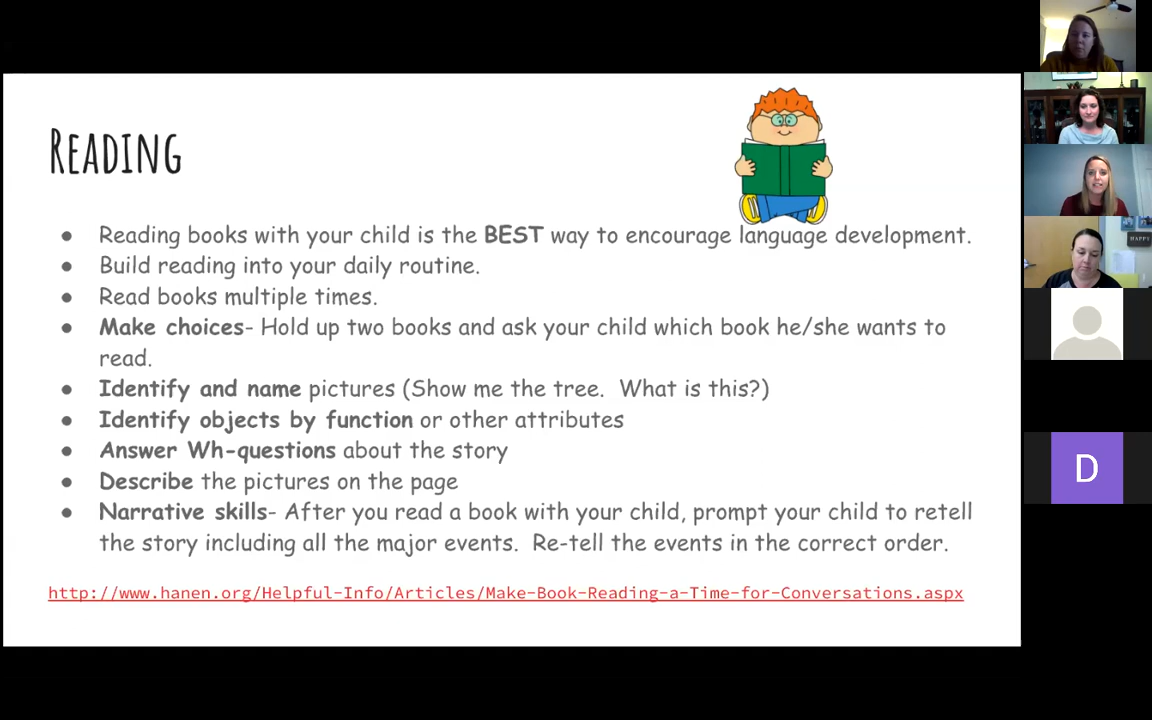 READING
● Reading books with your child is the BEST way to encourage language development.
● Build reading into your daily routine.
● Read books multiple times.
● Make choices- Hold up two books and ask your child which book he/she wants to
read.
● Identify and name pictures (Show me the tree.  What is this?)
● Identify objects by function or other attributes
● Answer Wh-questions about the story
● Describe the pictures on the page
● Narrative skills- After you read a book with your child, prompt your child to retell
the story including all the major events.  Re-tell the events in the correct order.
http://www.hanen.org/Helpful-Info/Articles/Make-Book-Reading-a-Time-for-Conversations.aspx
HAPPI
D